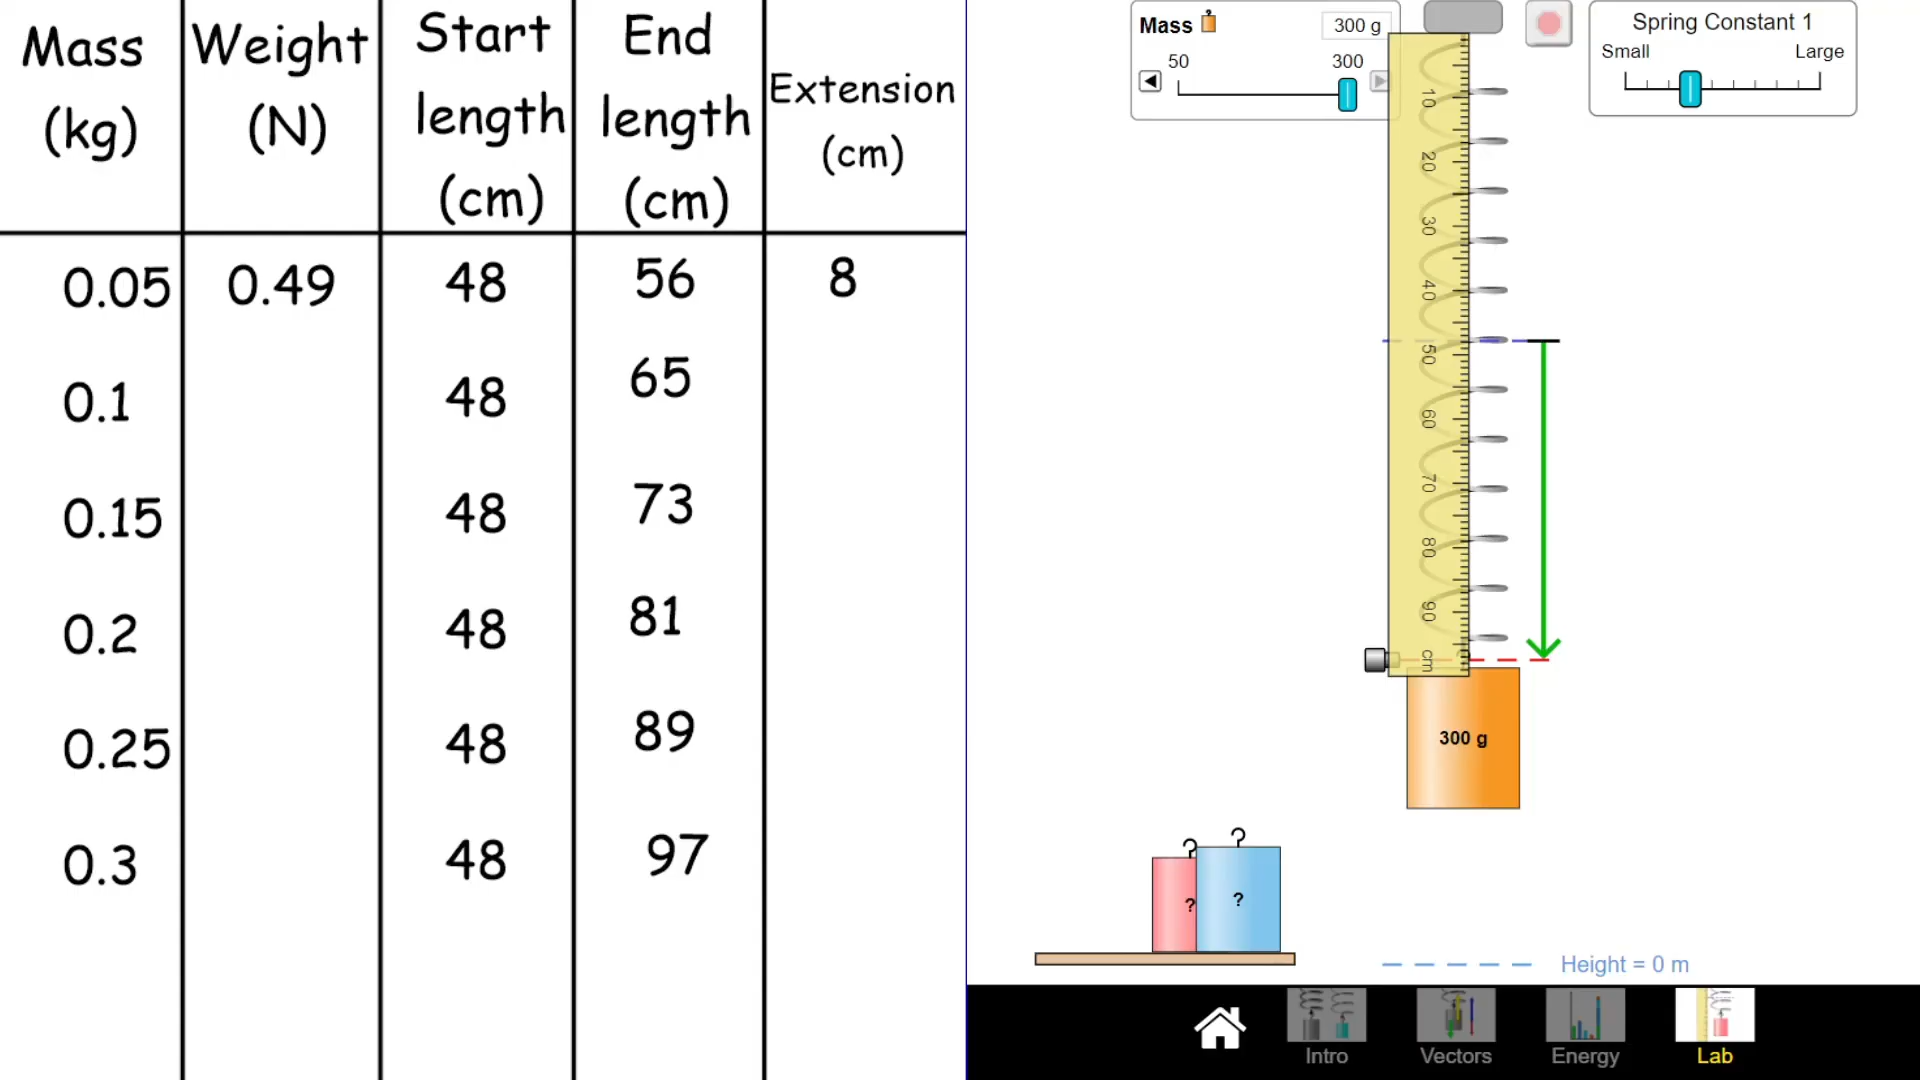 Mass (kg) Weight (N) Start length (cm) End length (cm) Extension (cm)
0.05 0.49 48 56 8
0.1 48 65
0.15 48 73
0.2 48 81
0.25 48 89
0.3 48 97
Mass 300 g
50 300
Spring Constant 1
Small Large
10
20
30
40
50
60
70
80
90
cm
300 g
? ?
Height = 0 m
Intro Vectors Energy Lab